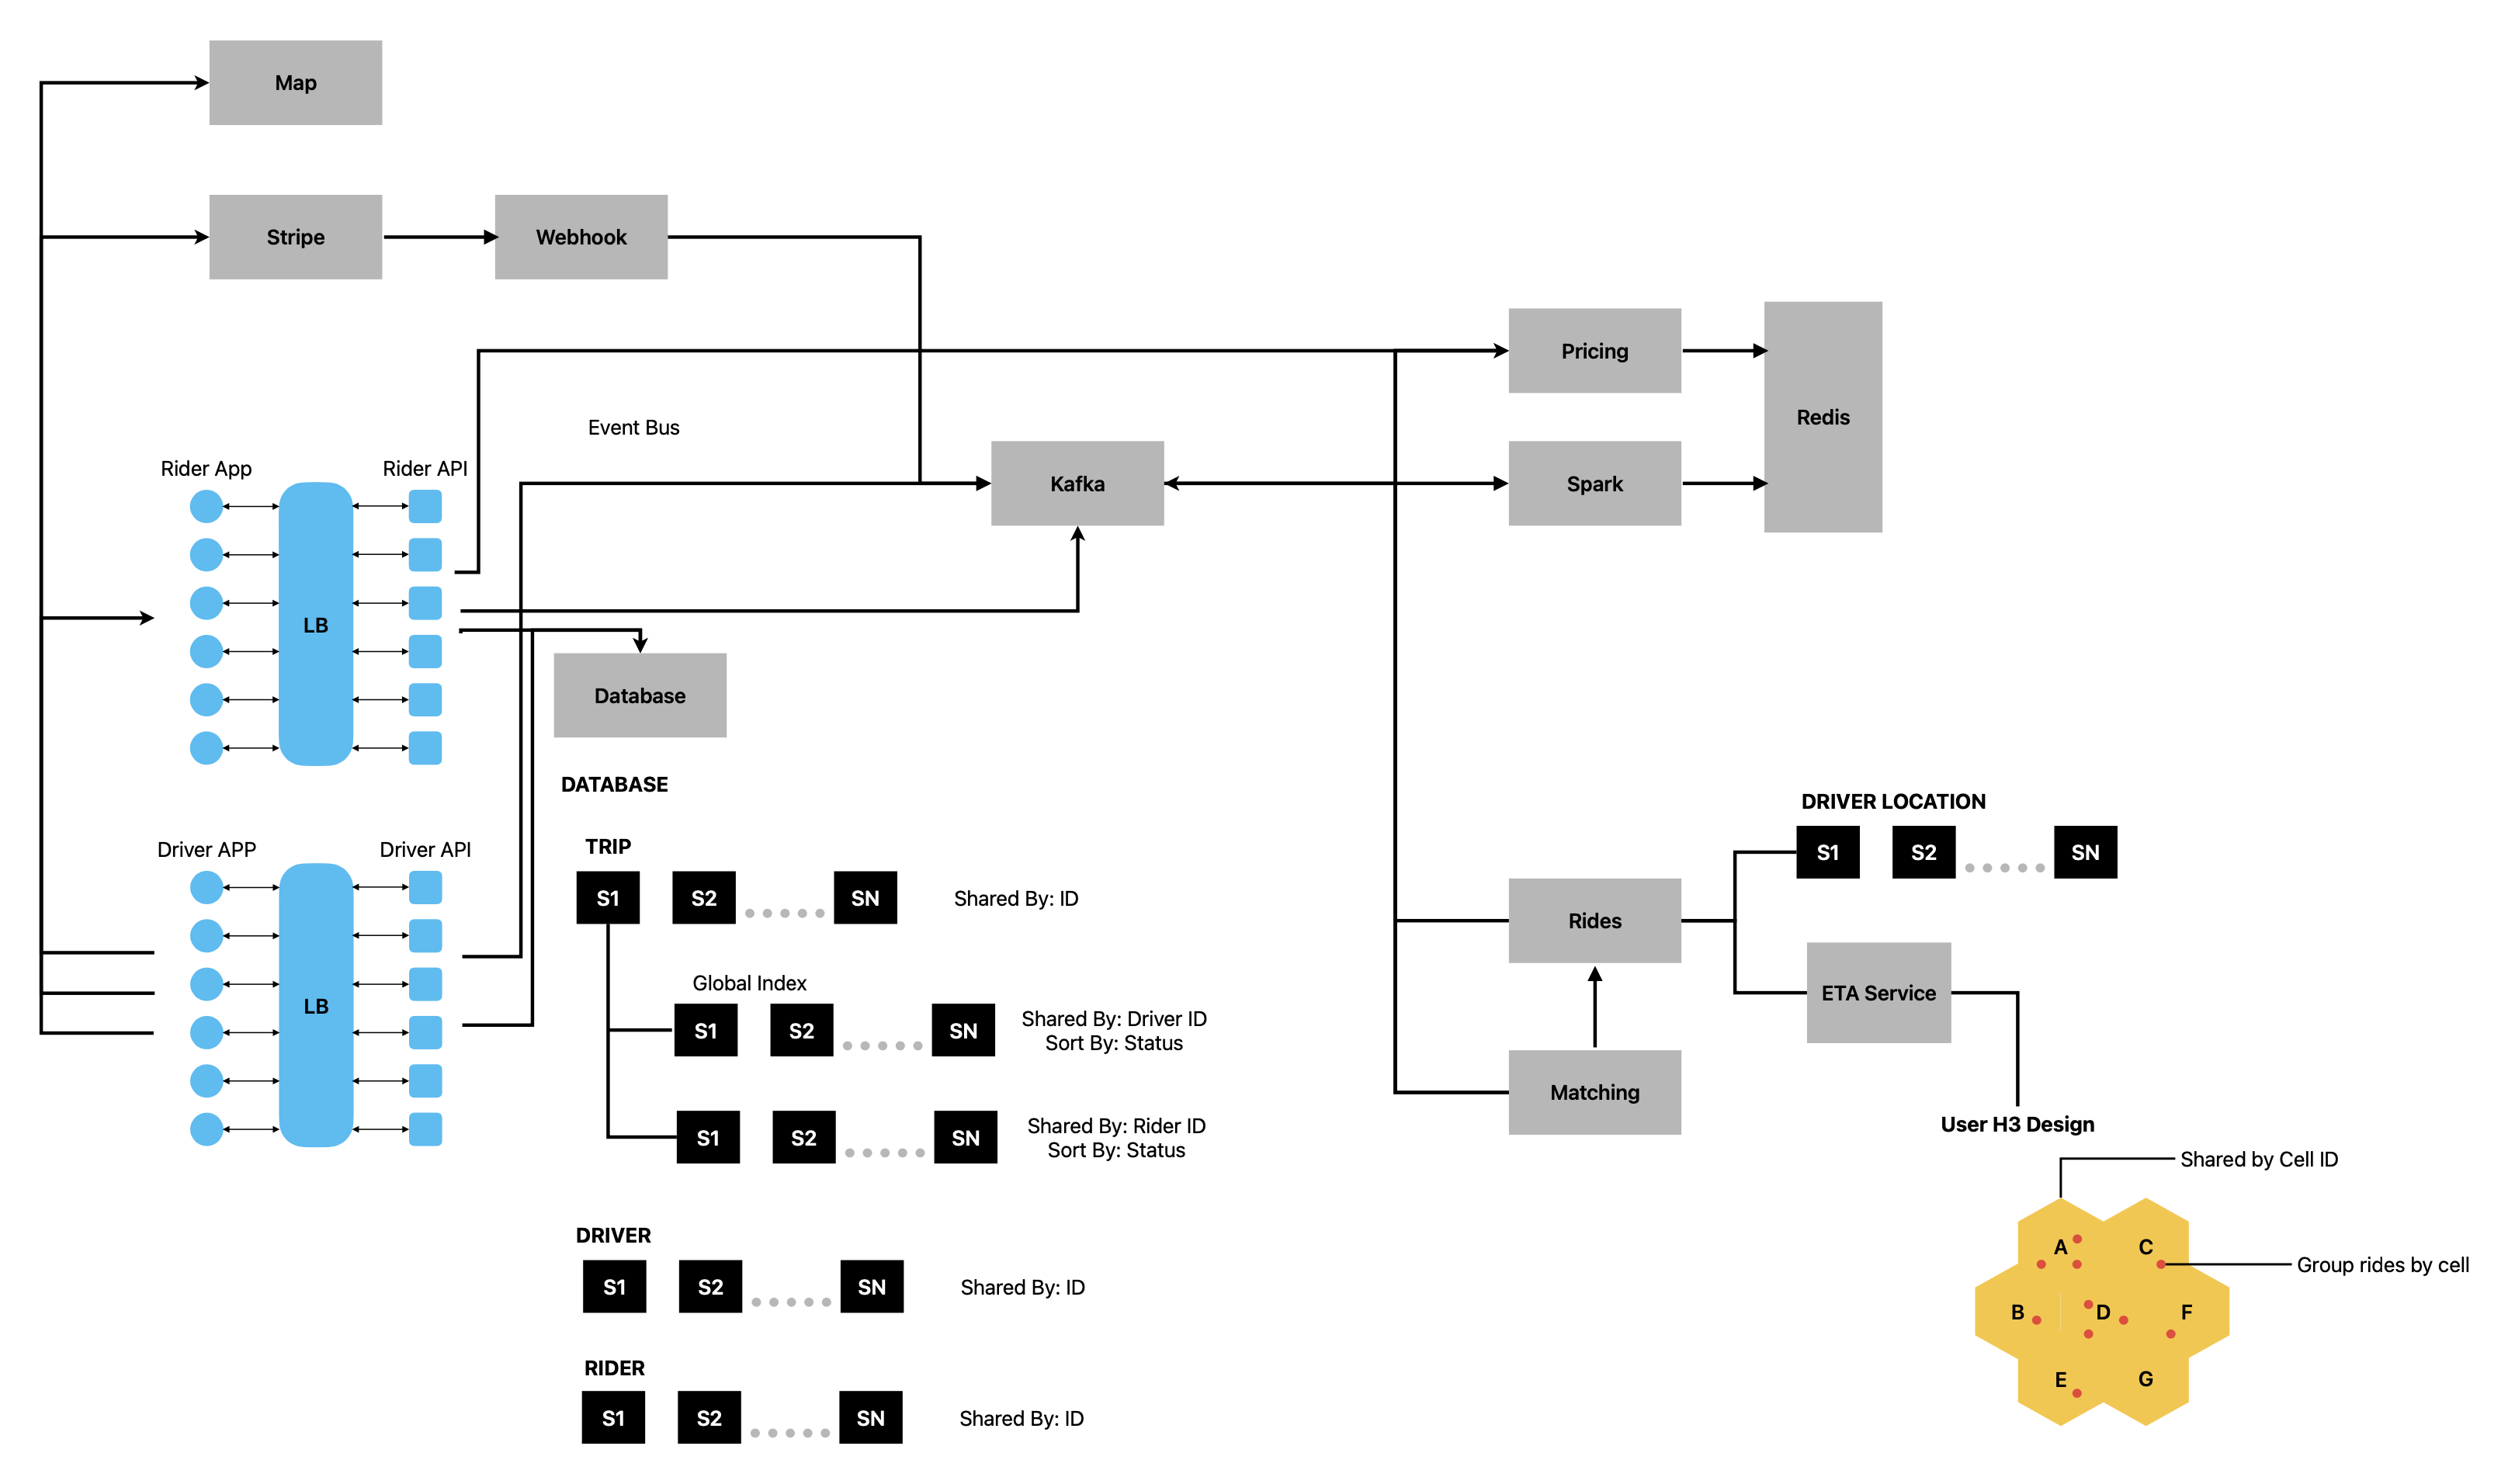 Map
Stripe
Webhook
Pricing
Redis
Event Bus
Rider App
Rider API
Kafka
Spark
LB
Database
DATABASE
DRIVER LOCATION
S1
S2
SN
Driver APP
Driver API
TRIP
S1
S2
SN
Shared By: ID
Rides
Global Index
ETA Service
LB
S1
S2
SN
Shared By: Driver ID
Sort By: Status
Matching
S1
S2
SN
Shared By: Rider ID
Sort By: Status
User H3 Design
Shared by Cell ID
DRIVER
S1
S2
SN
Shared By: ID
A
C
Group rides by cell
B
D
F
RIDER
E
G
S1
S2
SN
Shared By: ID